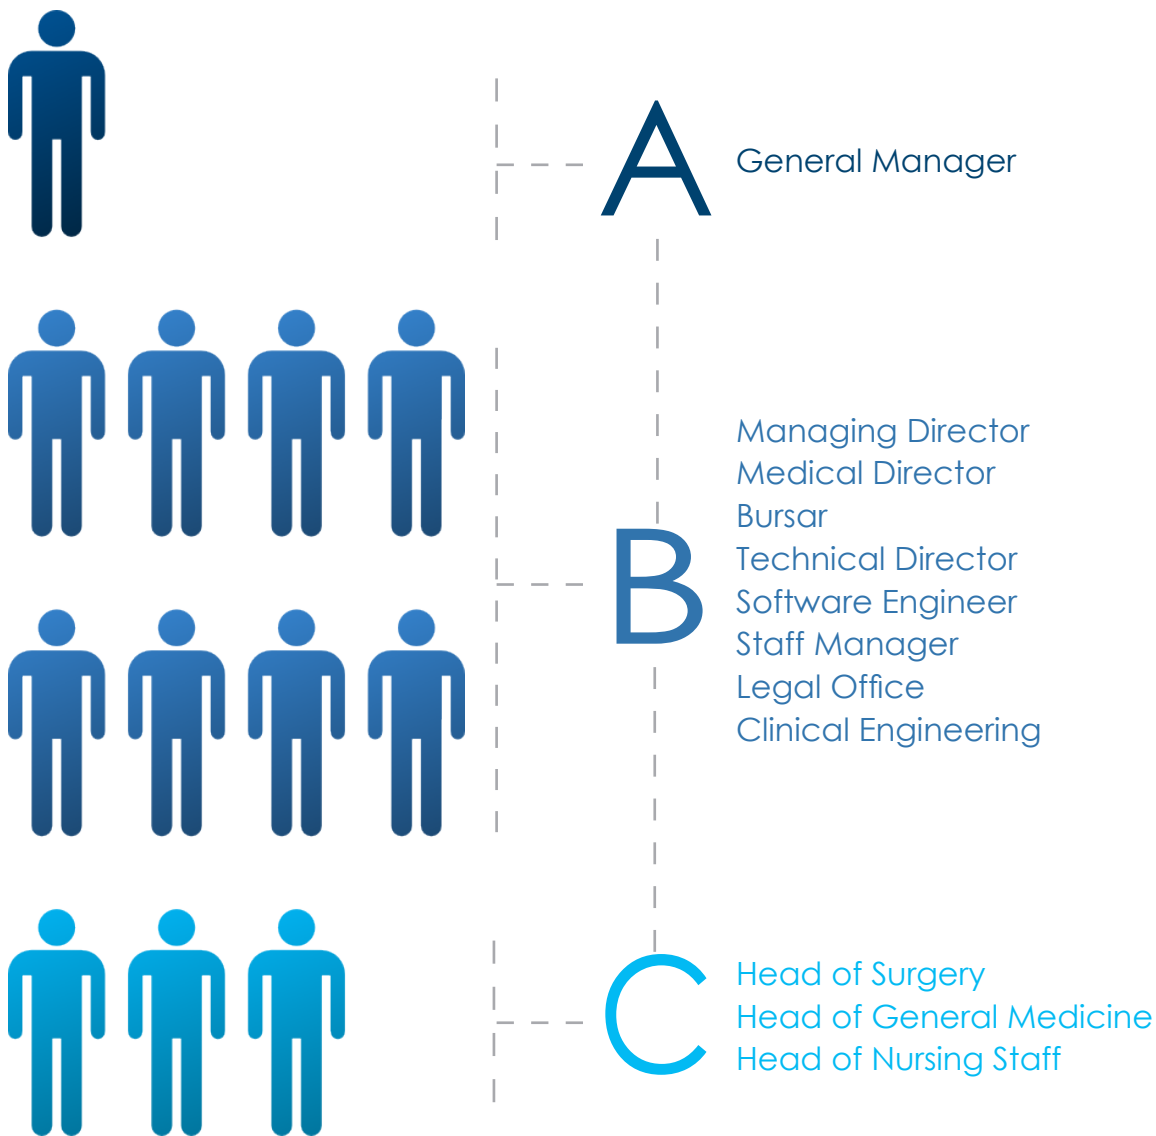 A
General Manager
B
Managing Director
Medical Director
Bursar
Technical Director
Software Engineer
Staff Manager
Legal Office
Clinical Engineering
C
Head of Surgery
Head of General Medicine
Head of Nursing Staff